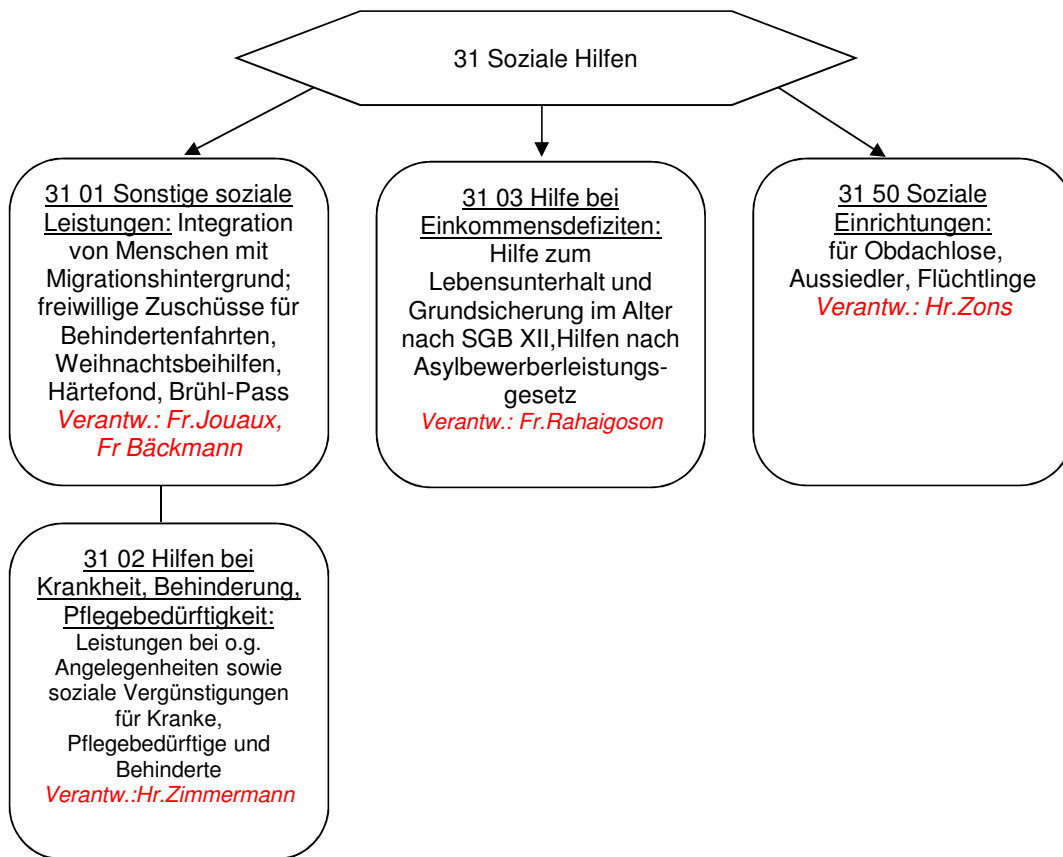 31 Soziale Hilfen
31 01 Sonstige soziale
Leistungen: Integration
von Menschen mit
Migrationshintergrund;
freiwillige Zuschüsse für
Behindertenfahrten,
Weihnachtsbeihilfen,
Härtefond, Brühl-Pass
Verantw.: Fr.Jouaux,
Fr Bäckmann
31 03 Hilfe bei
Einkommensdefiziten:
Hilfe zum
Lebensunterhalt und
Grundsicherung im Alter
nach SGB XII,Hilfen nach
Asylbewerberleistungs-
gesetz
Verantw.: Fr.Rahaigoson
31 50 Soziale
Einrichtungen:
für Obdachlose,
Aussiedler, Flüchtlinge
Verantw.: Hr.Zons
31 02 Hilfen bei
Krankheit, Behinderung,
Pflegebedürftigkeit:
Leistungen bei o.g.
Angelegenheiten sowie
soziale Vergünstigungen
für Kranke,
Pflegebedürftige und
Behinderte
Verantw.:Hr.Zimmermann